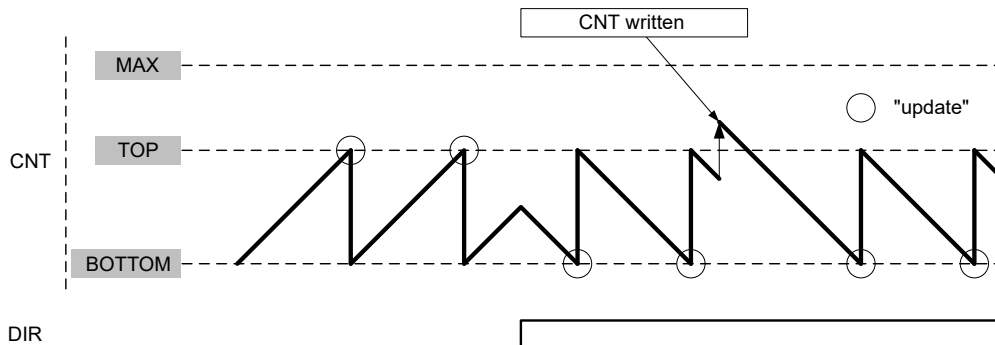 CNT written
MAX
"update"
CNT
TOP
BOTTOM
DIR